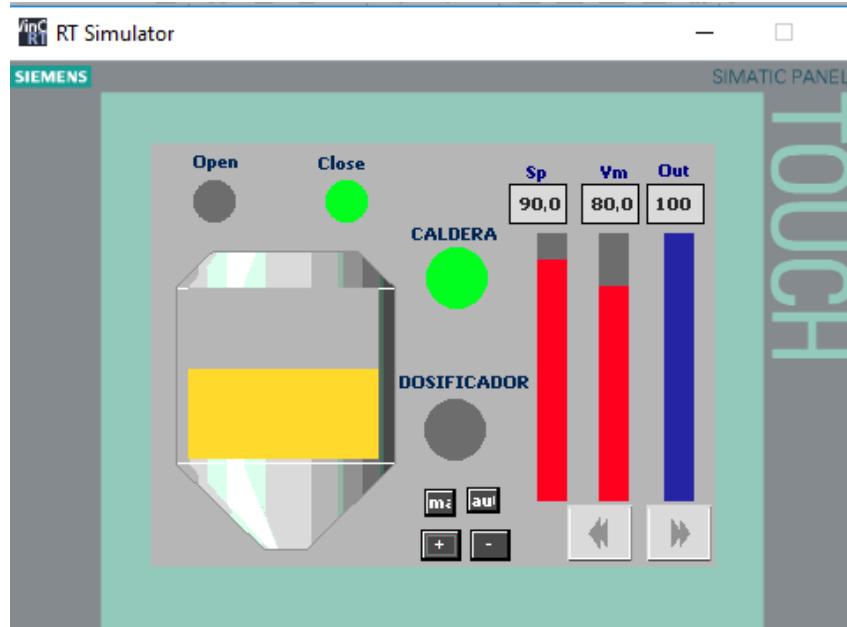 RT Simulator
SIEMENS
SIMATIC PANEL
TOUCH
Open
Close
Sp
Vm
Out
90,0
80,0
100
CALDERA
DOSIFICADOR
+
-